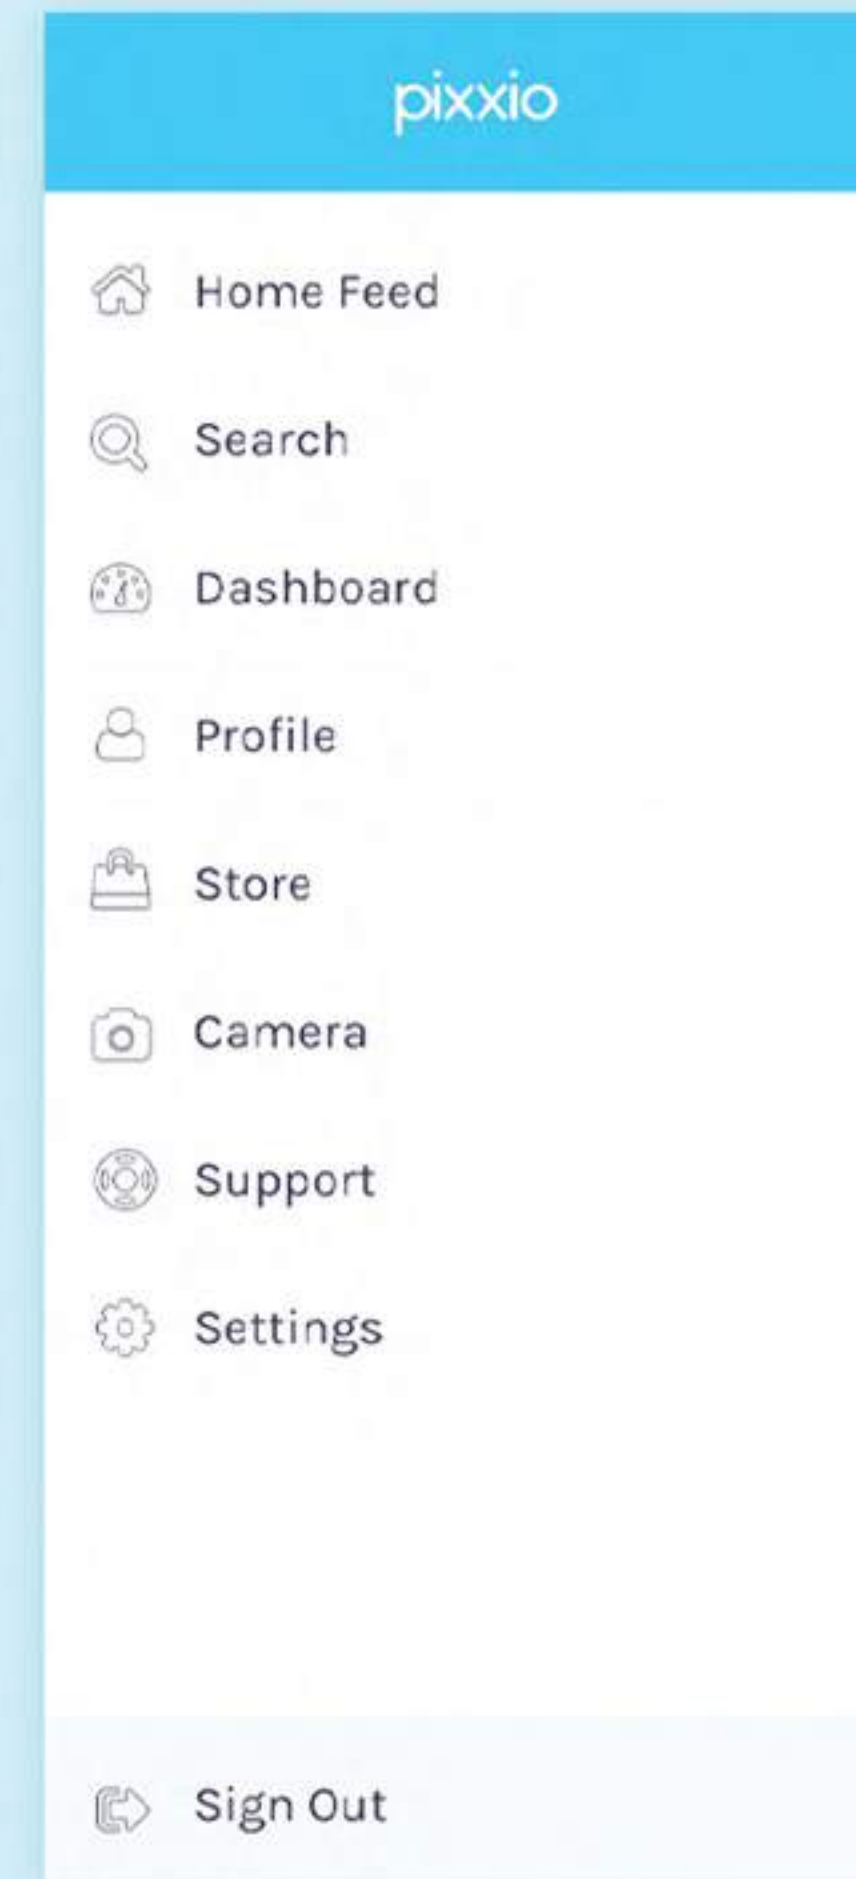 pixxio
Home Feed
Search
Dashboard
Profile
Store
Camera
Support
Settings
Sign Out